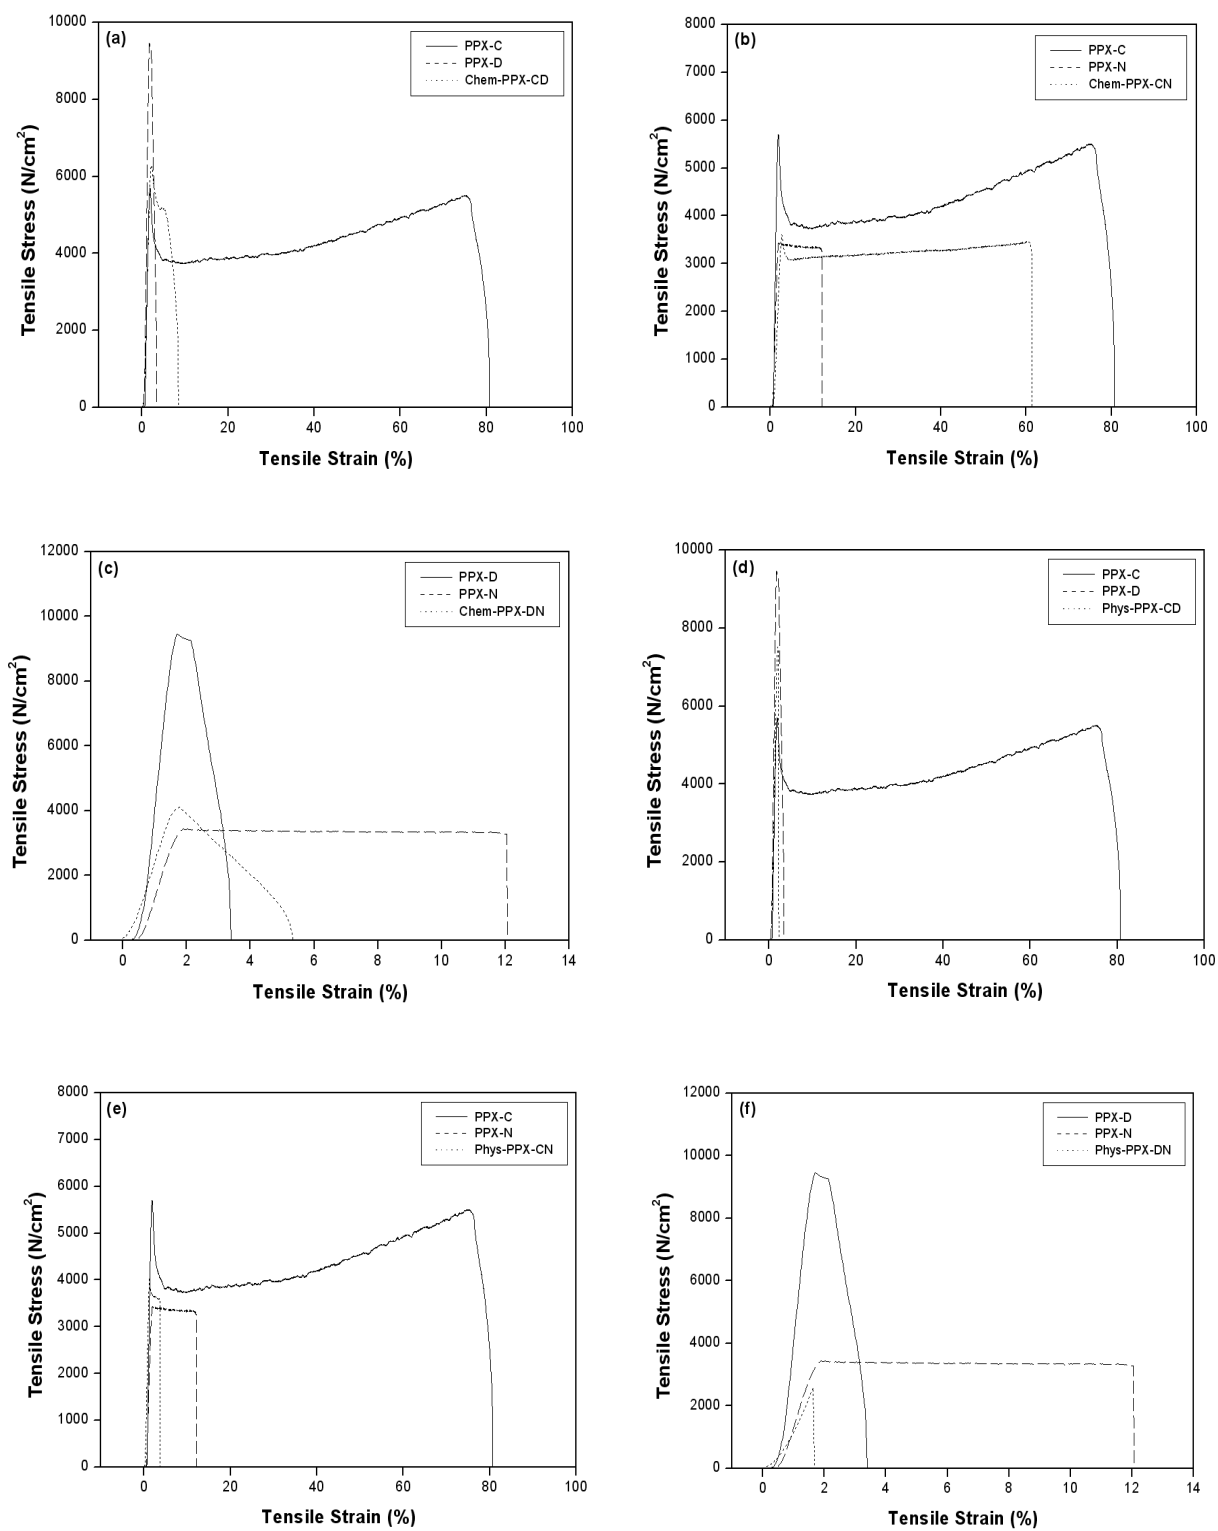 (a)
PPX-C
PPX-D
Chem-PPX-CD
10000
8000
6000
4000
2000
0
0 20 40 60 80 100
Tensile Stress (N/cm²)
Tensile Strain (%)
(b)
PPX-C
PPX-N
Chem-PPX-CN
8000
7000
6000
5000
4000
3000
2000
1000
0
0 20 40 60 80 100
Tensile Stress (N/cm²)
Tensile Strain (%)
(c)
PPX-D
PPX-N
Chem-PPX-DN
12000
10000
8000
6000
4000
2000
0
0 2 4 6 8 10 12 14
Tensile Stress (N/cm²)
Tensile Strain (%)
(d)
PPX-C
PPX-D
Phys-PPX-CD
10000
8000
6000
4000
2000
0
0 20 40 60 80 100
Tensile Stress (N/cm²)
Tensile Strain (%)
(e)
PPX-C
PPX-N
Phys-PPX-CN
8000
7000
6000
5000
4000
3000
2000
1000
0
0 20 40 60 80 100
Tensile Stress (N/cm²)
Tensile Strain (%)
(f)
PPX-D
PPX-N
Phys-PPX-DN
12000
10000
8000
6000
4000
2000
0
0 2 4 6 8 10 12 14
Tensile Stress (N/cm²)
Tensile Strain (%)